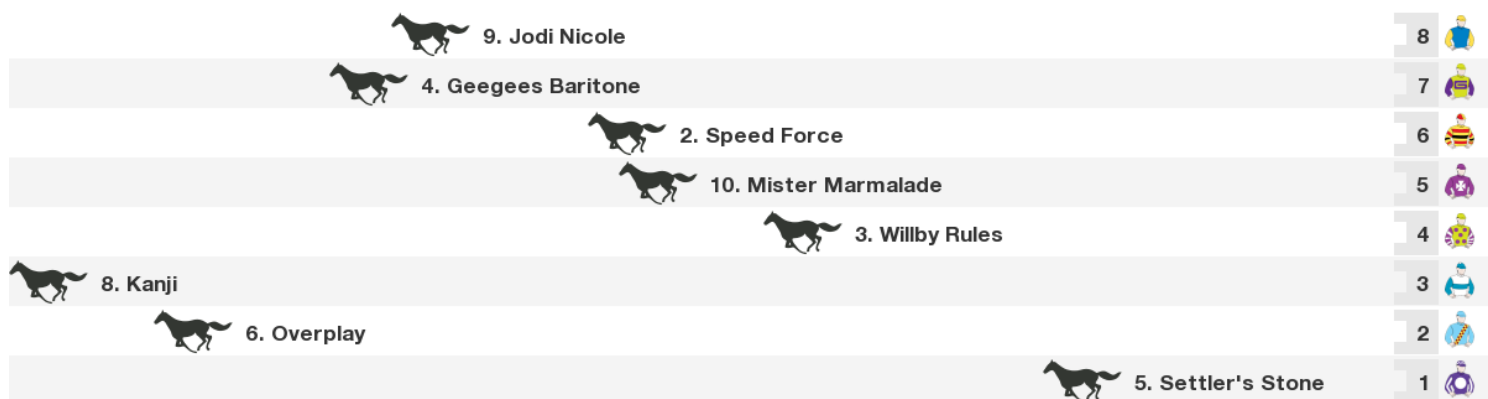 9. Jodi Nicole 8
4. Geegees Baritone 7
2. Speed Force 6
10. Mister Marmalade 5
3. Willby Rules 4
8. Kanji 3
6. Overplay 2
5. Settler's Stone 1